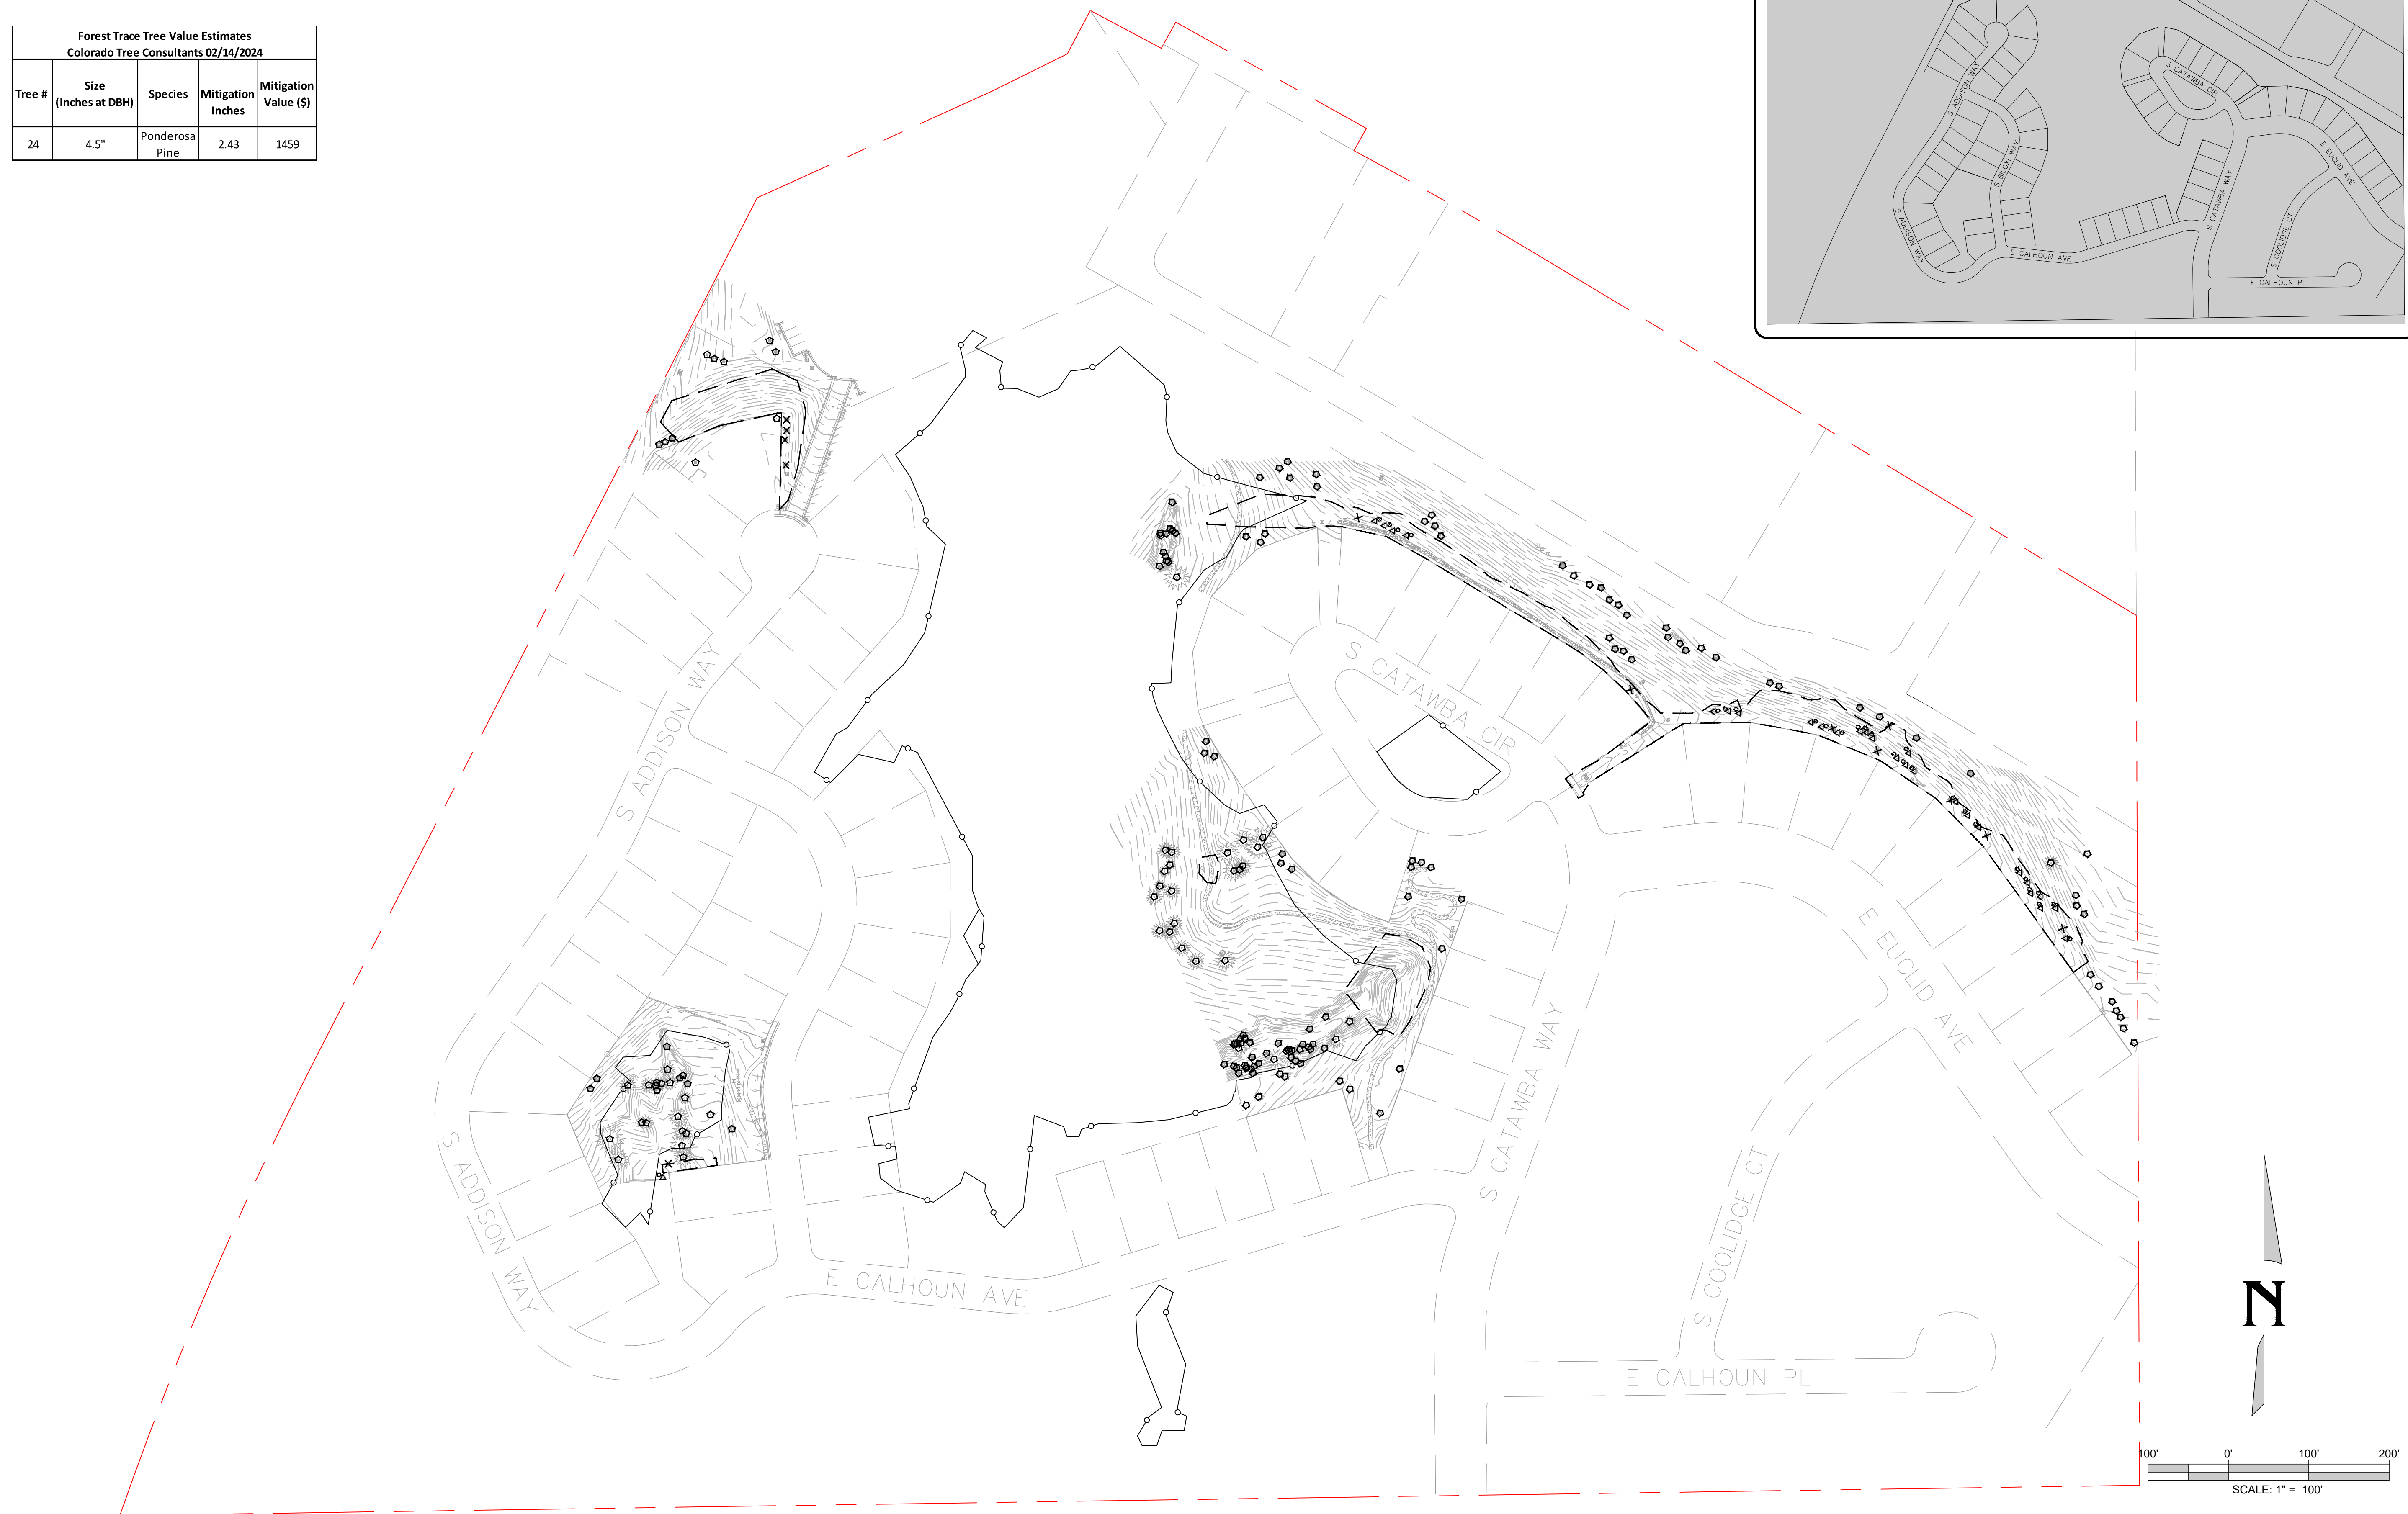 Forest Trace Tree Value Estimates
Colorado Tree Consultants 02/14/2024
Tree #
Size
(Inches at DBH)
Species
Mitigation
Inches
Mitigation
Value ($)
24
4.5"
Ponderosa
Pine
2.43
1459
S ADDISON WAY
S CATAWBA CIR
S BILOXI WAY
E EUCLID AVE
S ADDISON WAY
S CATAWBA WAY
S COOLIDGE CT
E CALHOUN AVE
E CALHOUN PL
S ADDISON WAY
S CATAWBA CIR
E EUCLID AVE
S CATAWBA WAY
S ADDISON WAY
S COOLIDGE CT
E CALHOUN AVE
E CALHOUN PL
N
100'
0'
100'
200'
SCALE: 1" = 100'